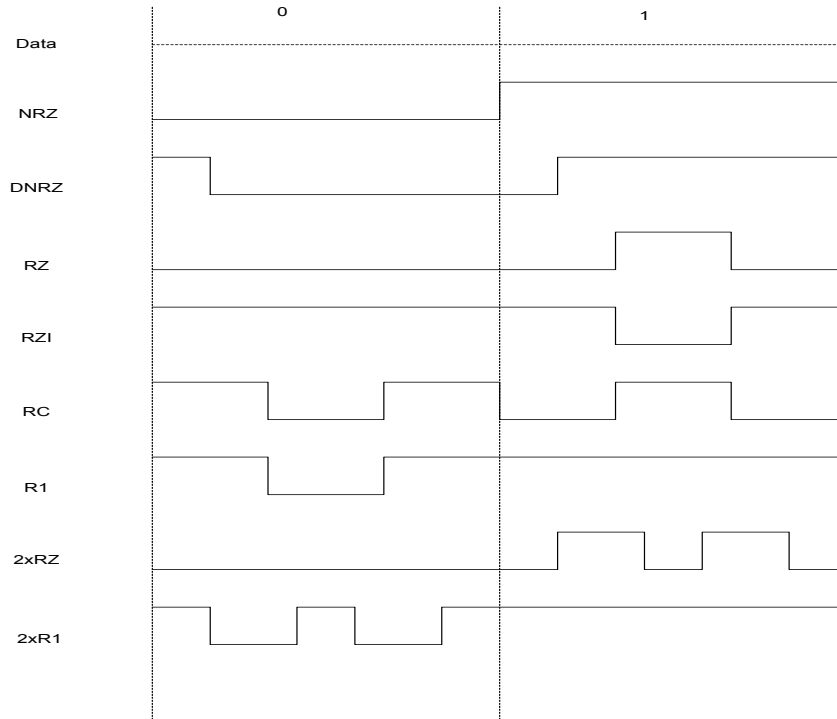 0 1
Data
NRZ
DNRZ
RZ
RZI
RC
R1
2xRZ
2xR1